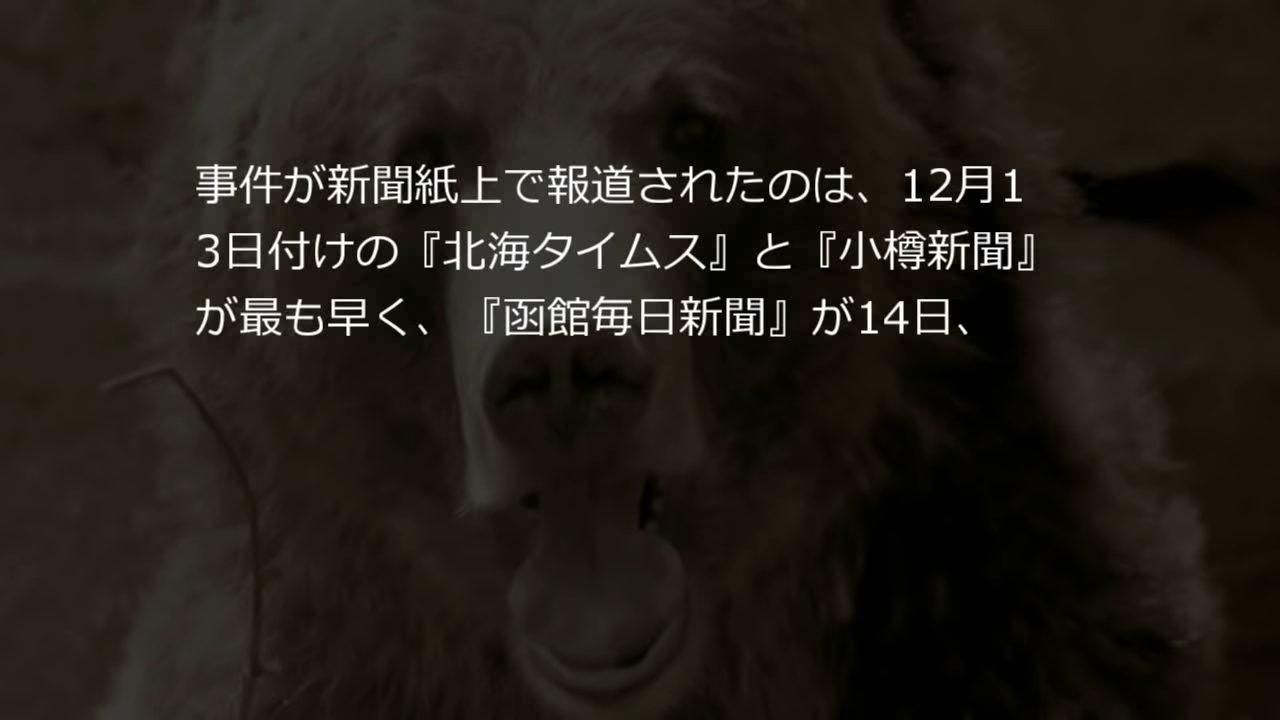 事件が新聞紙上で報道されたのは、12月1
3日付けの『北海タイムス』と『小樽新聞』
が最も早く、『函館毎日新聞』が14日、